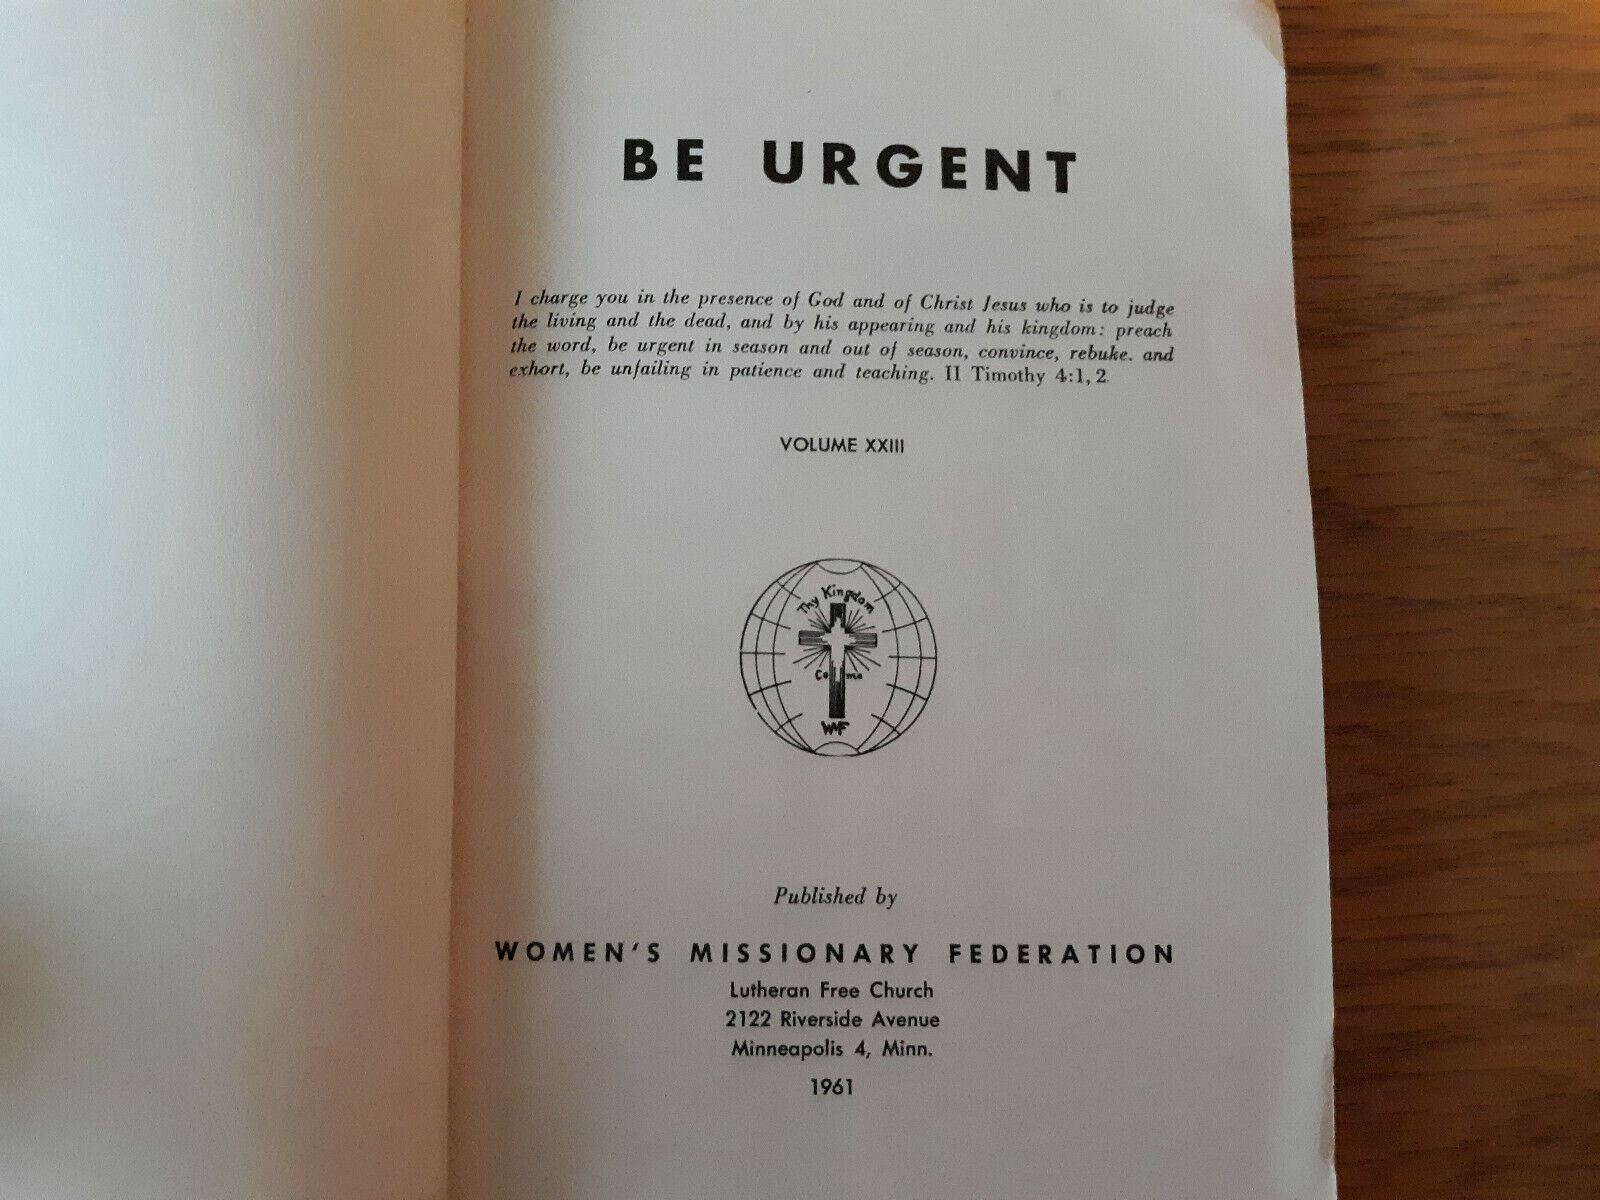 BE URGENT
I charge you in the presence of God and of Christ Jesus who is to judge
the living and the dead, and by his appearing and his kingdom: preach
the word, be urgent in season and out of season, convince, rebuke. and
exhort, be unfailing in patience and teaching. II Timothy 4:1, 2.
VOLUME XXIII
Thy Kingdom
Come
WMF
Published by
WOMEN'S MISSIONARY FEDERATION
Lutheran Free Church
2122 Riverside Avenue
Minneapolis 4, Minn.
1961